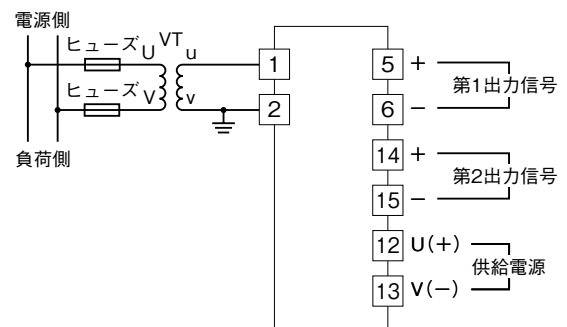 電源側
ヒューズ U VT u
ヒューズ V v
負荷側
1
2
5 +
6 −
第1出力信号
14 +
15 −
第2出力信号
12 U(+)
13 V(−)
供給電源